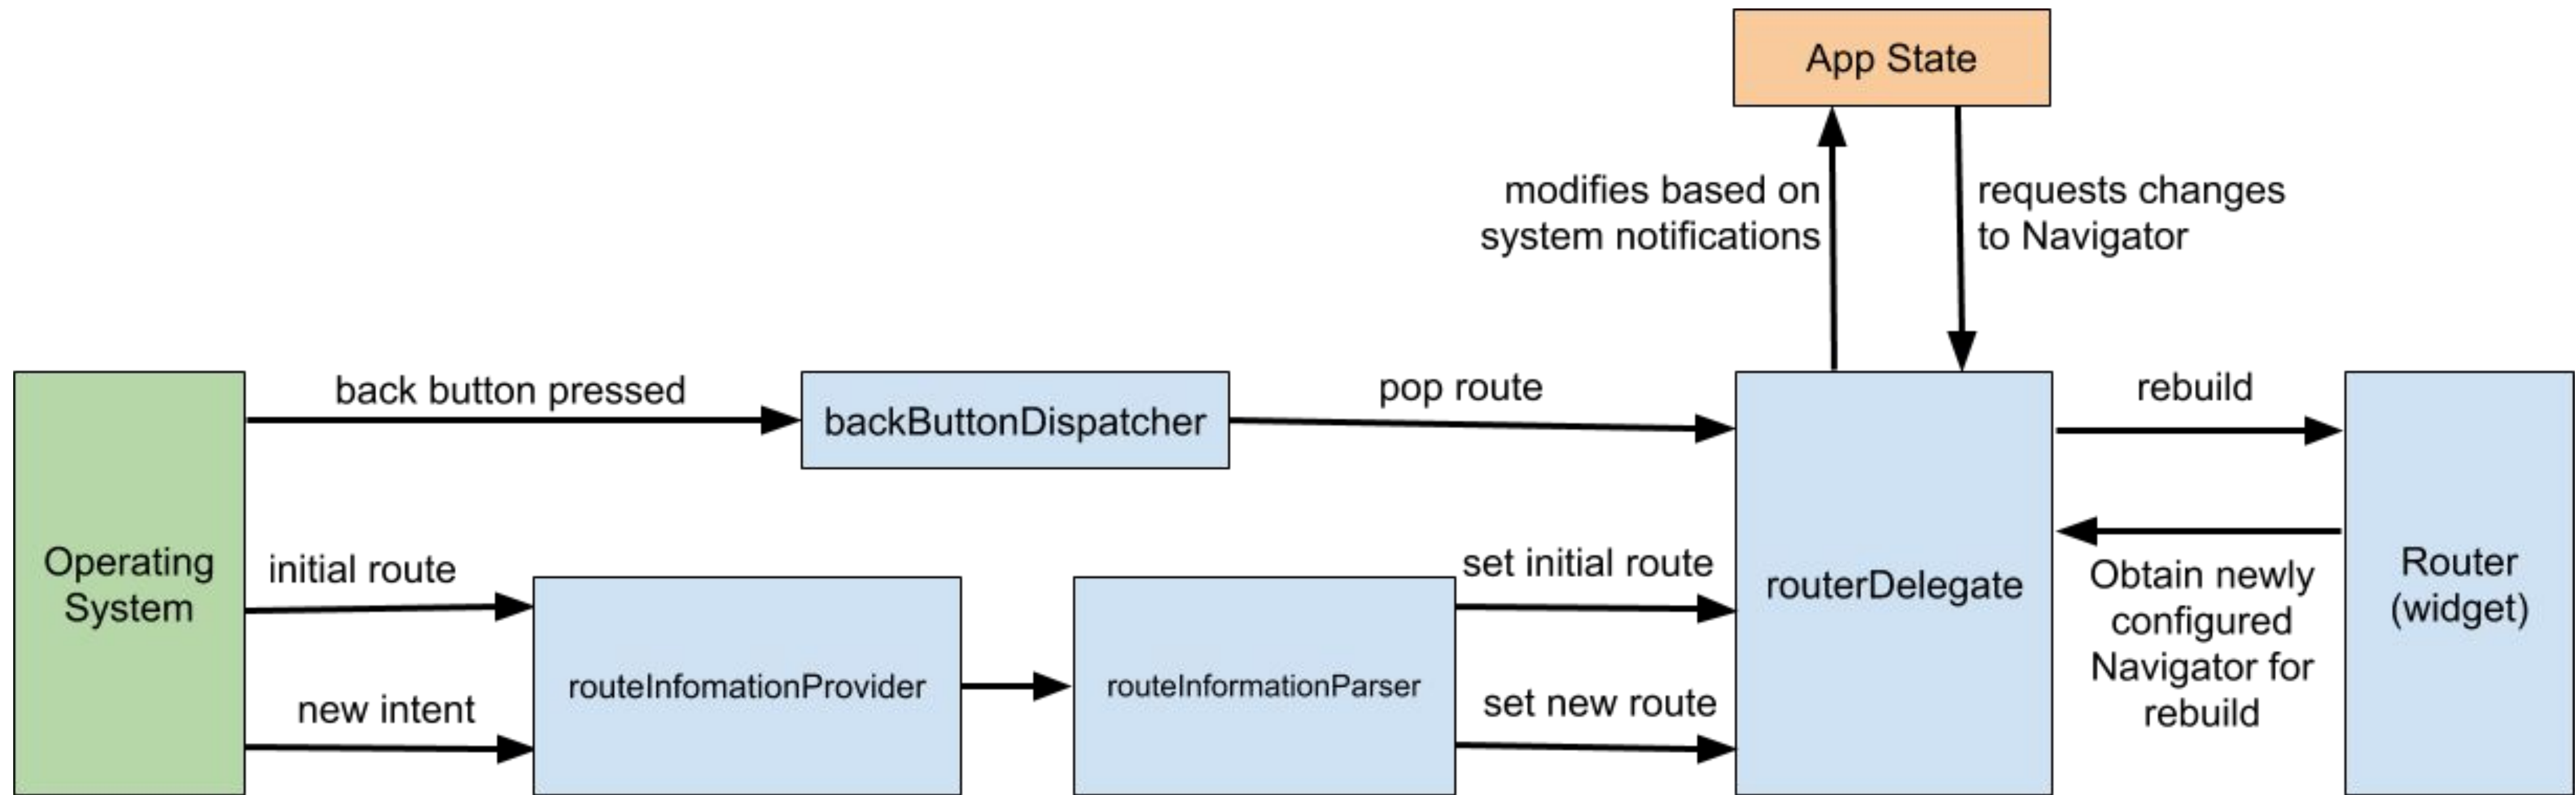 App State
modifies based on
system notifications
requests changes
to Navigator
back button pressed
backButtonDispatcher
pop route
rebuild
Operating
System
initial route
new intent
routeInfomationProvider
routeInformationParser
set initial route
set new route
routerDelegate
Obtain newly
configured
Navigator for
rebuild
Router
(widget)